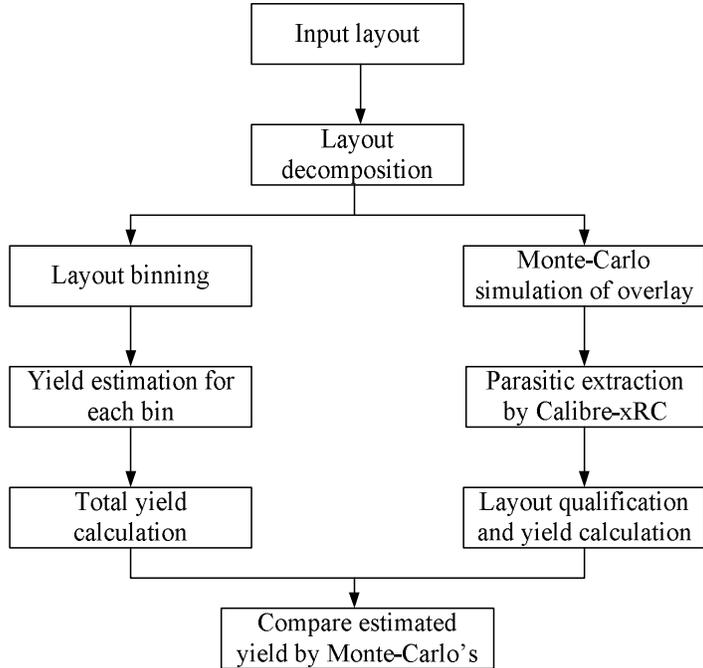 Input layout
Layout
decomposition
Layout binning
Monte-Carlo
simulation of overlay
Yield estimation for
each bin
Parasitic extraction
by Calibre-xRC
Total yield
calculation
Layout qualification
and yield calculation
Compare estimated
yield by Monte-Carlo’s